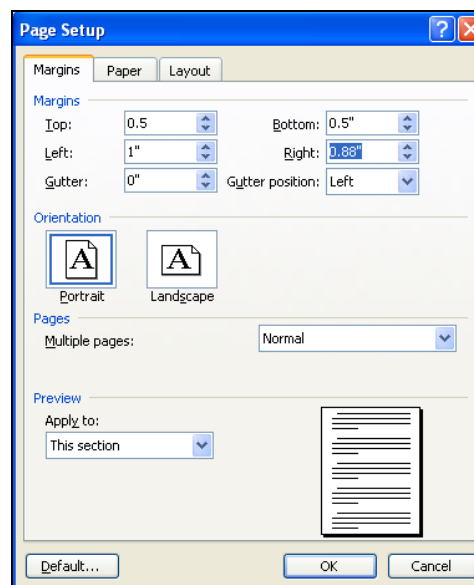 Page Setup
Margins Paper Layout
Margins
Top: 0.5 Bottom: 0.5"
Left: 1" Right: 0.88"
Gutter: 0" Gutter position: Left
Orientation
A A
Portrait Landscape
Pages
Multiple pages: Normal
Preview
Apply to:
This section
Default... OK Cancel